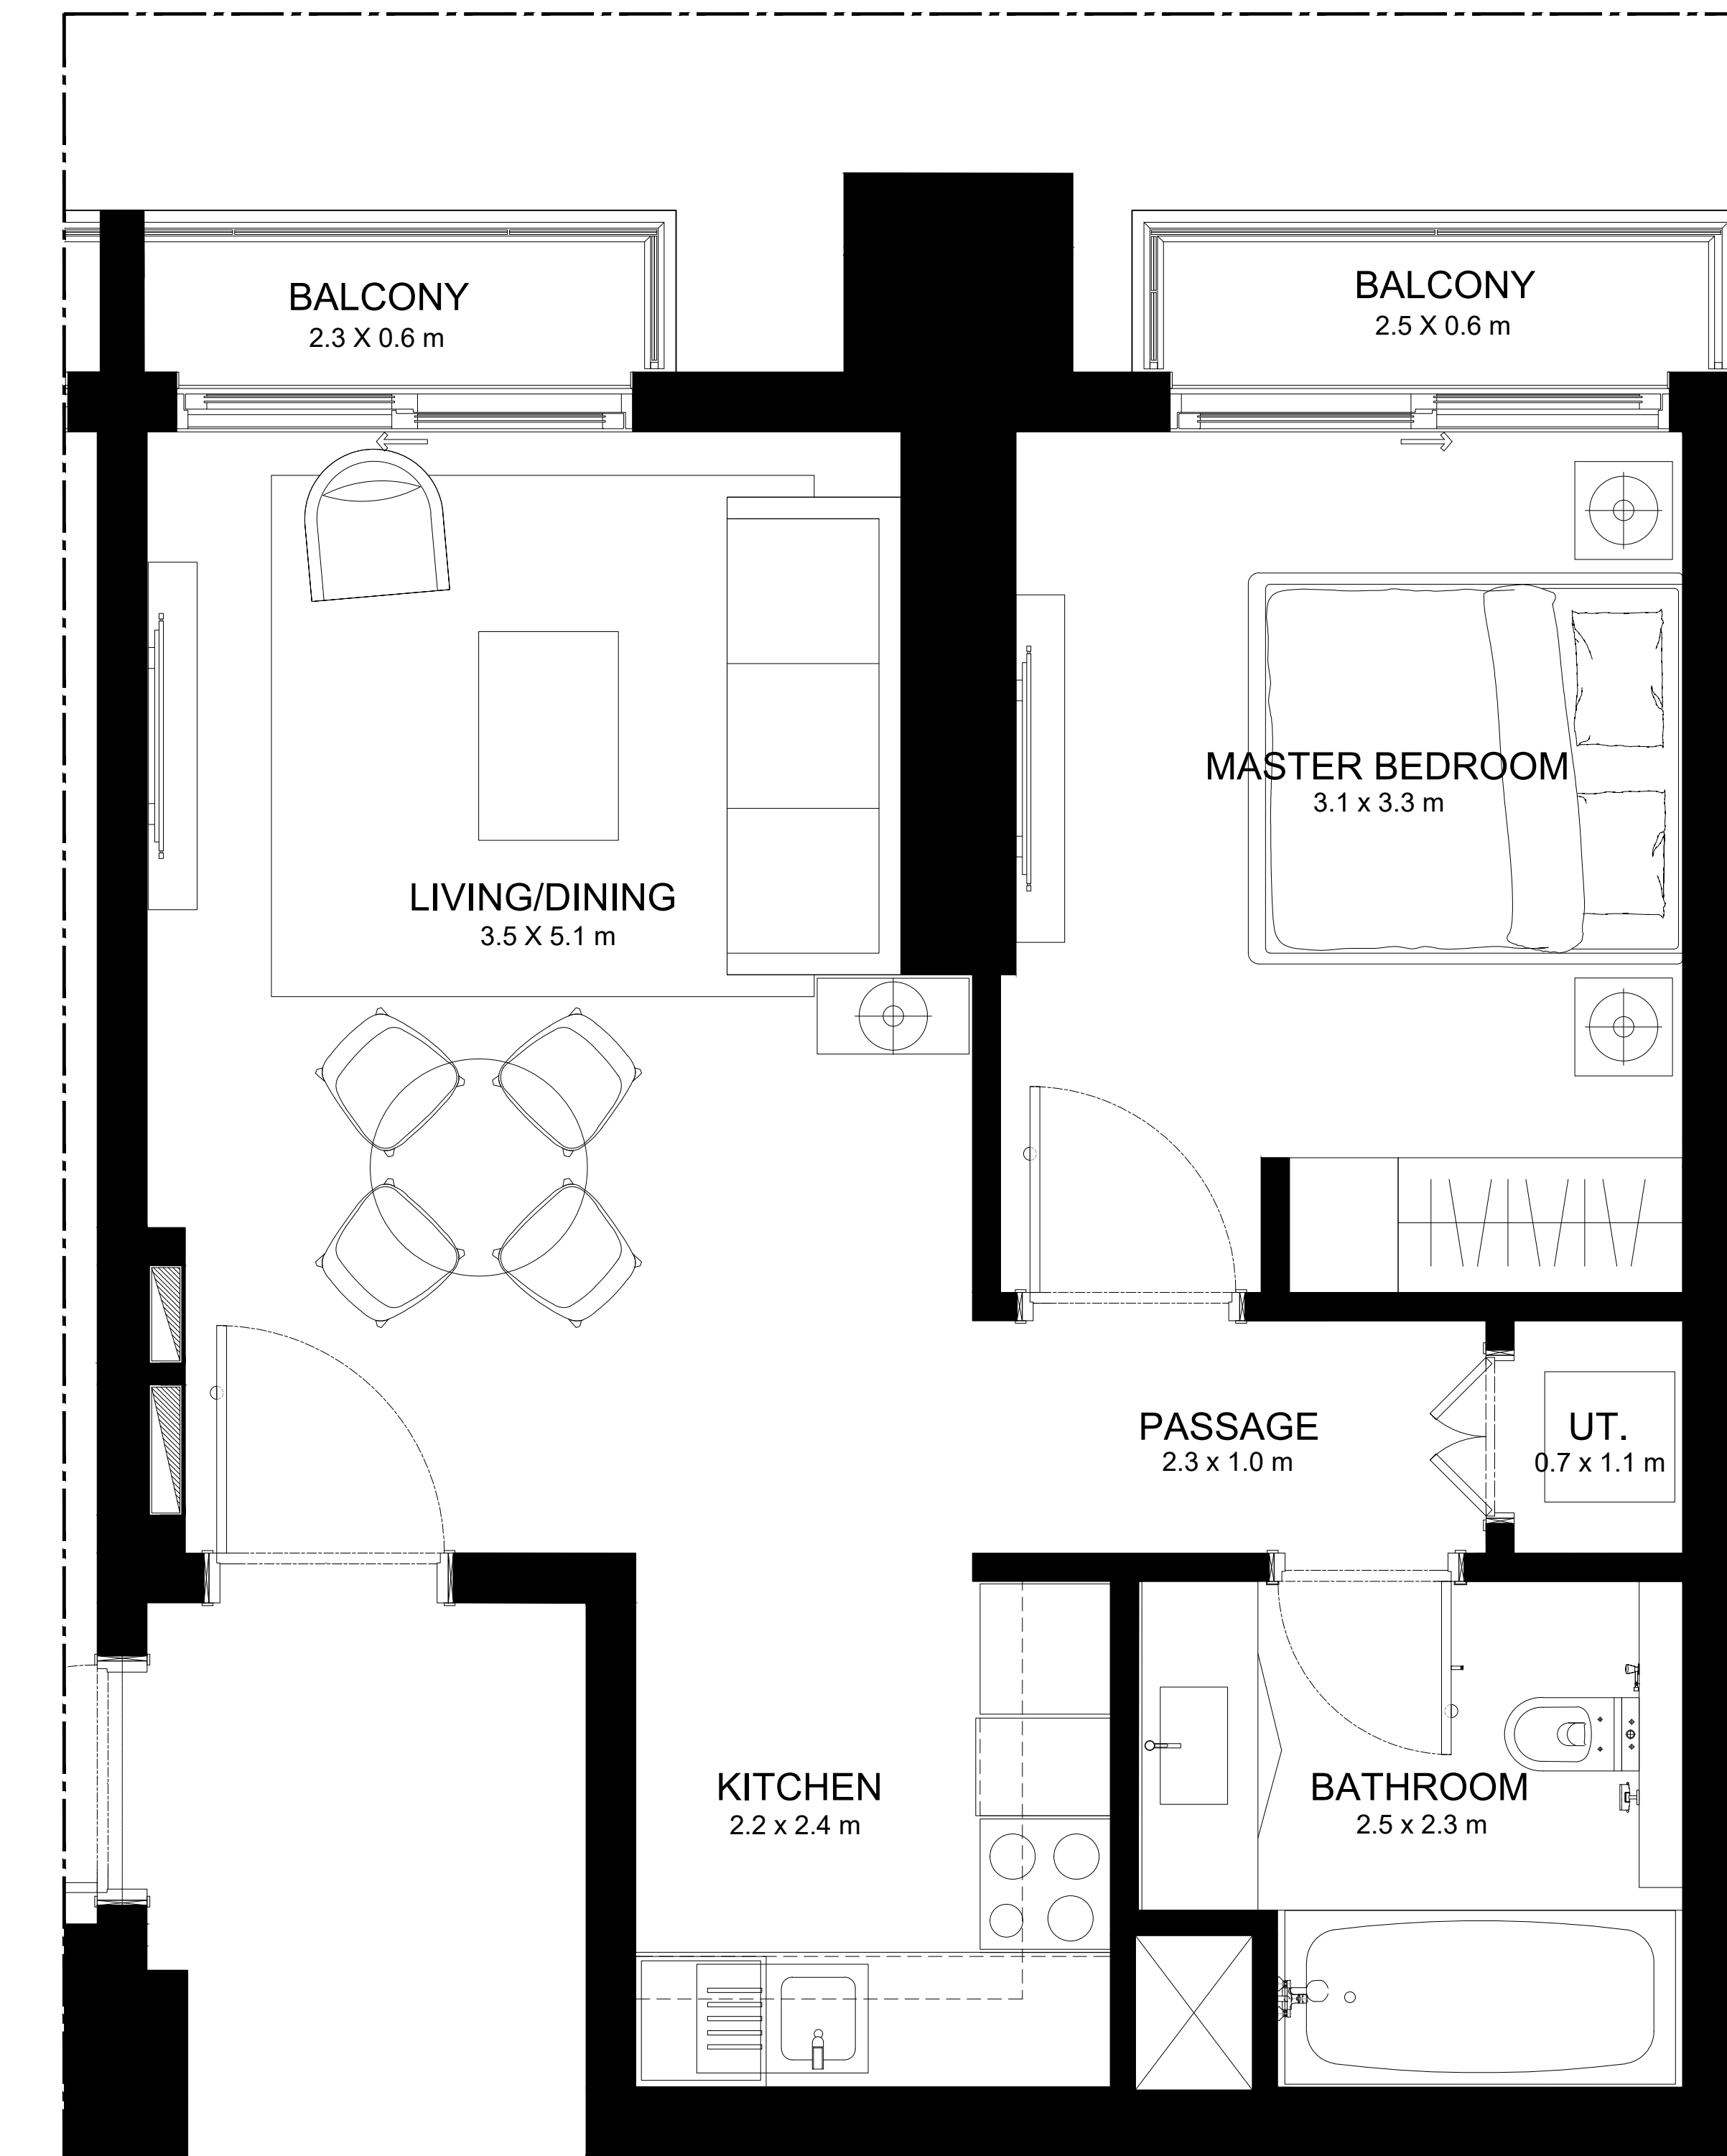 BALCONY
2.3 X 0.6 m
BALCONY
2.5 X 0.6 m
MASTER BEDROOM
3.1 x 3.3 m
LIVING/DINING
3.5 X 5.1 m
PASSAGE
2.3 x 1.0 m
UT.
0.7 x 1.1 m
KITCHEN
2.2 x 2.4 m
BATHROOM
2.5 x 2.3 m